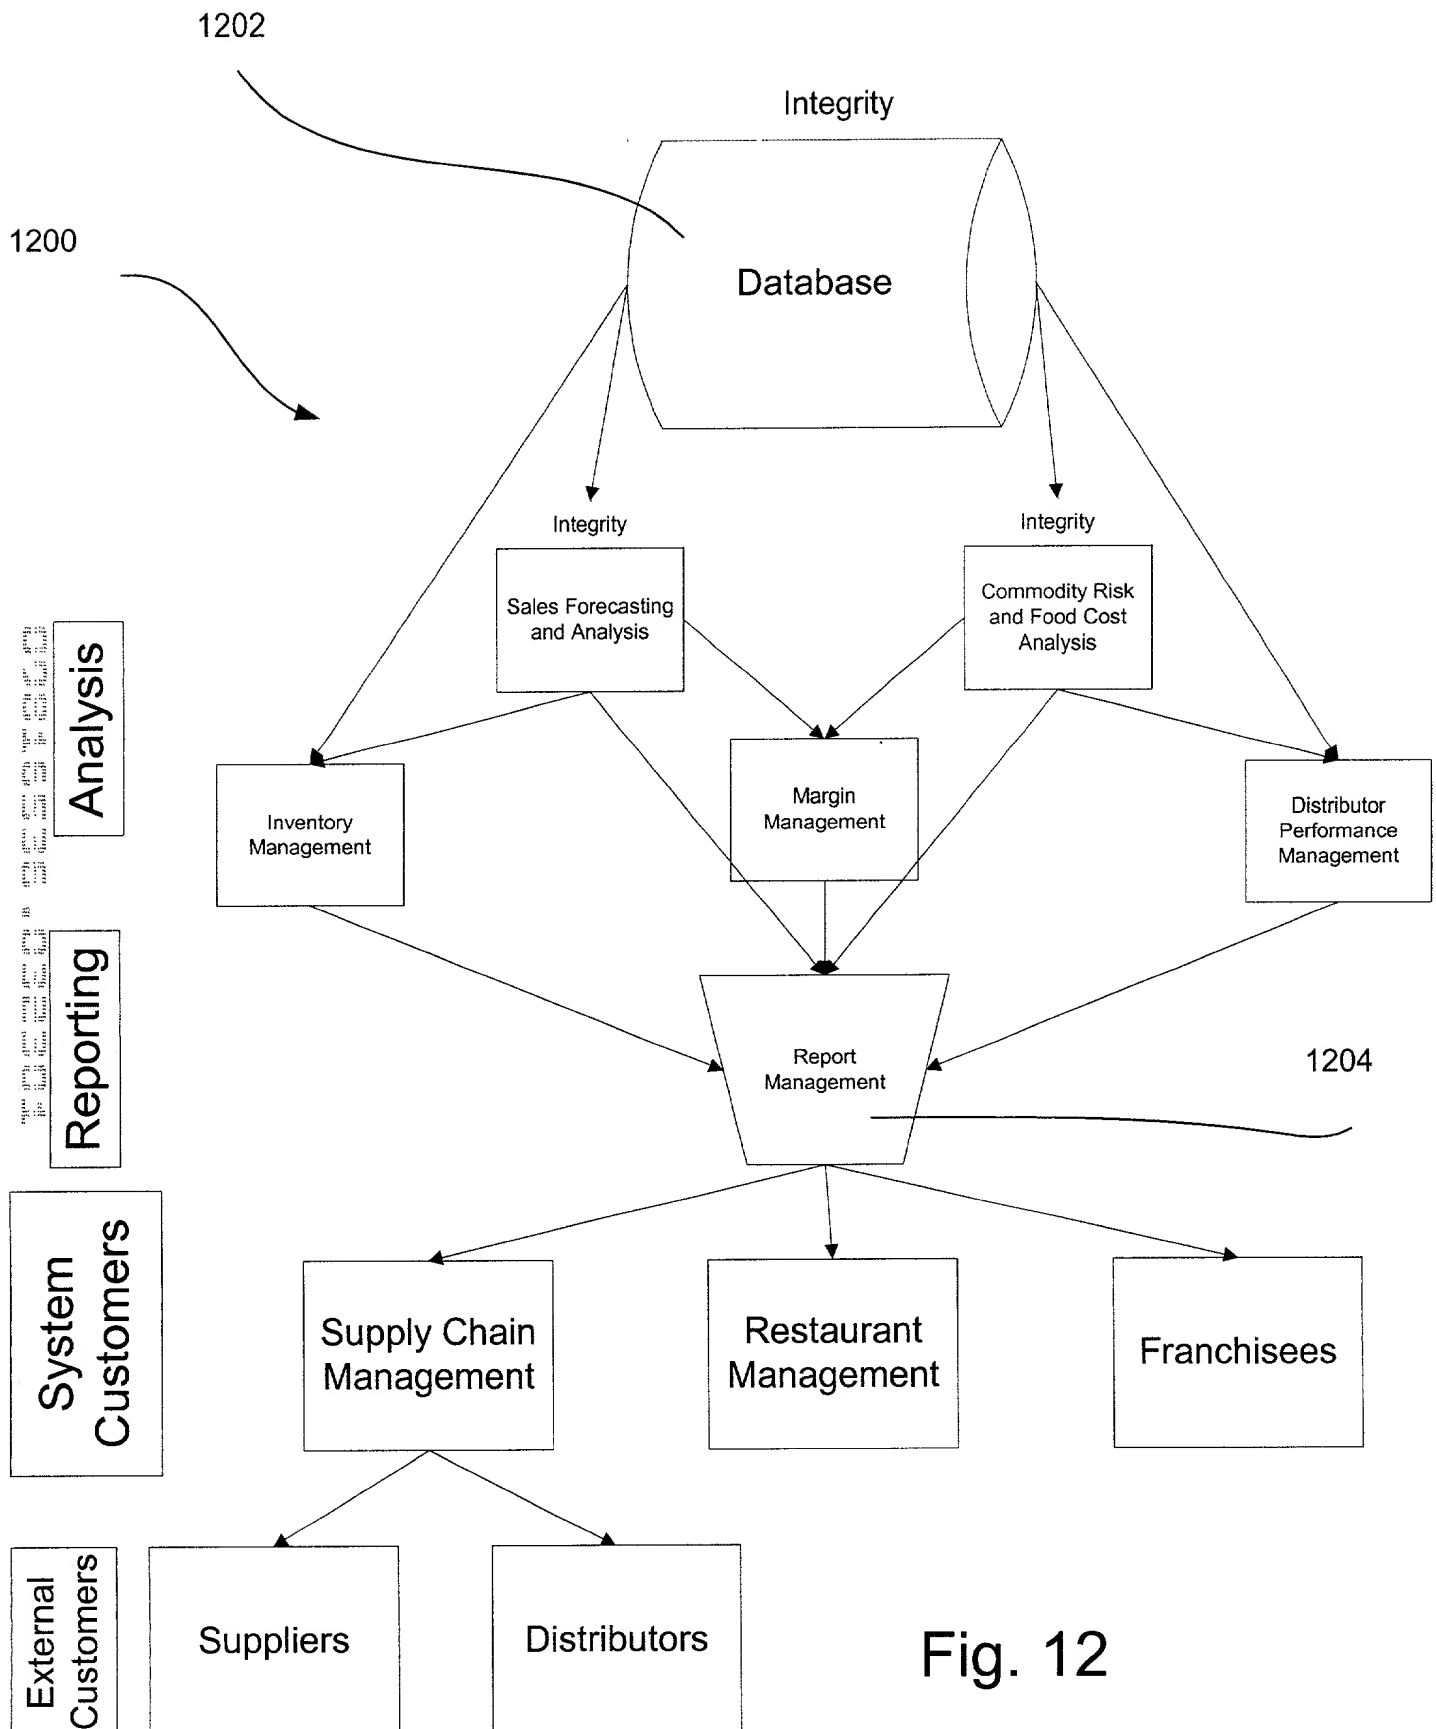 1202
Integrity
1200
Database
Integrity
Integrity
Sales Forecasting
and Analysis
Commodity Risk
and Food Cost
Analysis
Analysis
Inventory
Management
Margin
Management
Distributor
Performance
Management
Reporting
Report
Management
1204
System
Customers
Supply Chain
Management
Restaurant
Management
Franchisees
External
Customers
Suppliers
Distributors
Fig. 12